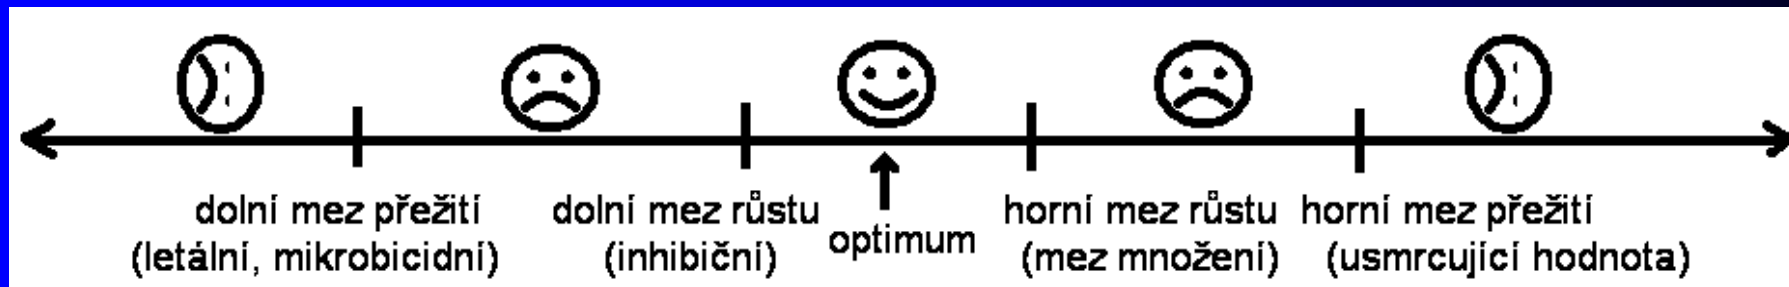 dolní mez přežití
(letální, mikrobicidní)
dolní mez růstu
(inhibiční)
optimum
horní mez růstu
(mez množení)
horní mez přežití
(usmrcující hodnota)